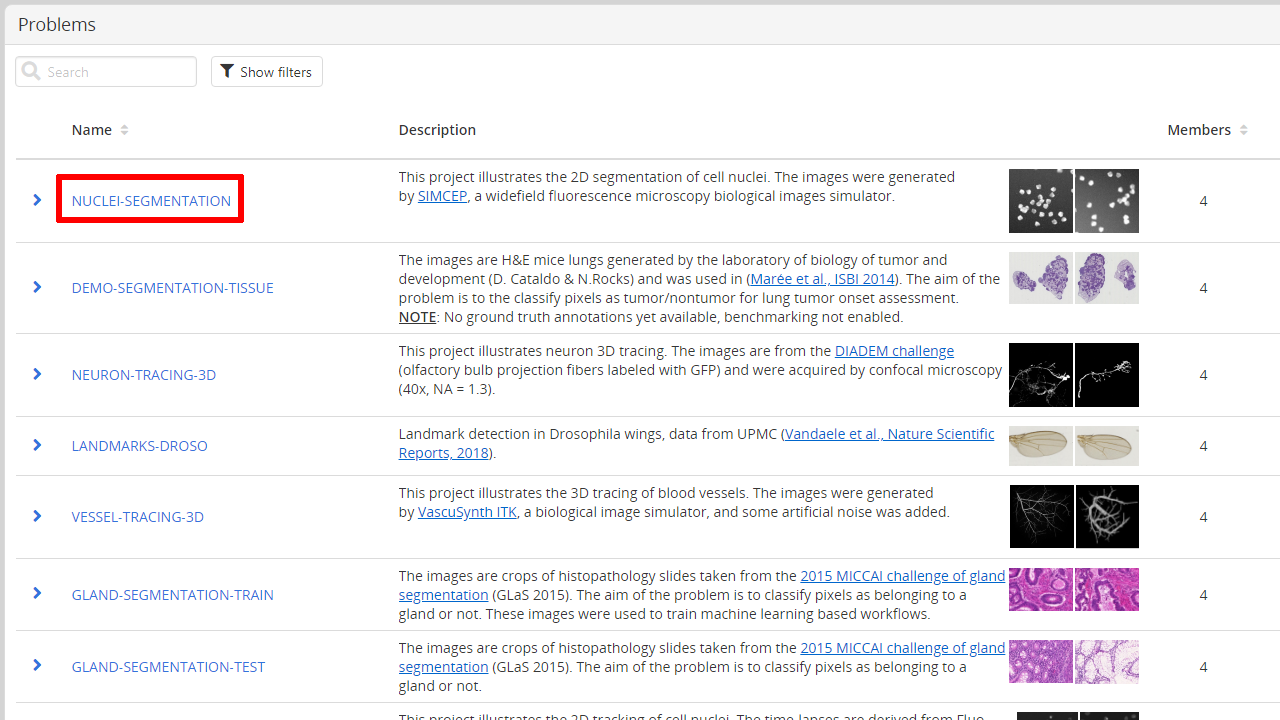 Problems
Search
Show filters
Name
Description
Members
NUCLEI-SEGMENTATION
This project illustrates the 2D segmentation of cell nuclei. The images were generated
by SIMCEP, a widefield fluorescence microscopy biological images simulator.
4
DEMO-SEGMENTATION-TISSUE
The images are H&E mice lungs generated by the laboratory of biology of tumor and
development (D. Cataldo & N.Rocks) and was used in (Marée et al., ISBI 2014). The aim of the
problem is to the classify pixels as tumor/nontumor for lung tumor onset assessment.
NOTE: No ground truth annotations yet available, benchmarking not enabled.
4
NEURON-TRACING-3D
This project illustrates neuron 3D tracing. The images are from the DIADEM challenge
(olfactory bulb projection fibers labeled with GFP) and were acquired by confocal microscopy
(40x, NA = 1.3).
4
LANDMARKS-DROSO
Landmark detection in Drosophila wings, data from UPMC (Vandaele et al., Nature Scientific
Reports, 2018).
4
VESSEL-TRACING-3D
This project illustrates the 3D tracing of blood vessels. The images were generated
by VascuSynth ITK, a biological image simulator, and some artificial noise was added.
4
GLAND-SEGMENTATION-TRAIN
The images are crops of histopathology slides taken from the 2015 MICCAI challenge of gland
segmentation (GLaS 2015). The aim of the problem is to classify pixels as belonging to a
gland or not. These images were used to train machine learning based workflows.
4
GLAND-SEGMENTATION-TEST
The images are crops of histopathology slides taken from the 2015 MICCAI challenge of gland
segmentation (GLaS 2015). The aim of the problem is to classify pixels as belonging to a
gland or not.
4
This project illustrates the 2D tracking of cell nuclei. The time-lapses are derived from Fluo-